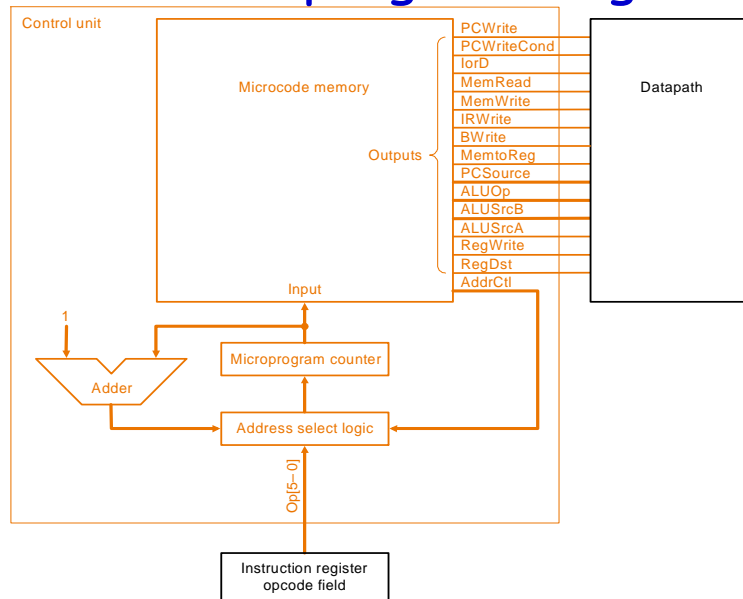 Control unit
PCWrite
PCWriteCond
IorD
MemRead
Microcode memory
Datapath
MemWrite
IRWrite
BWrite
Outputs
MemtoReg
PCSource
ALUOp
ALUSrcB
ALUSrcA
RegWrite
RegDst
Input
AddrCtl
1
Microprogram counter
Adder
Address select logic
Op[5–0]
Instruction register
opcode field